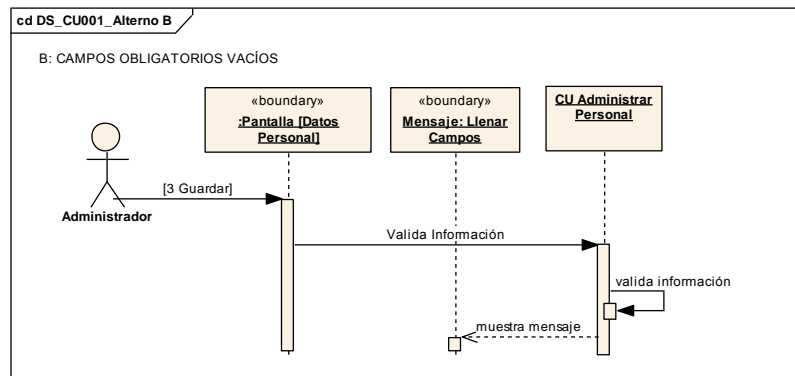 cd DS_CU001_Alterno B
B: CAMPOS OBLIGATORIOS VACÍOS
«boundary»
:Pantalla [Datos
Personal]
«boundary»
Mensaje: Llenar
Campos
CU Administrar
Personal
Administrador
[3 Guardar]
Valida Información
valida información
muestra mensaje